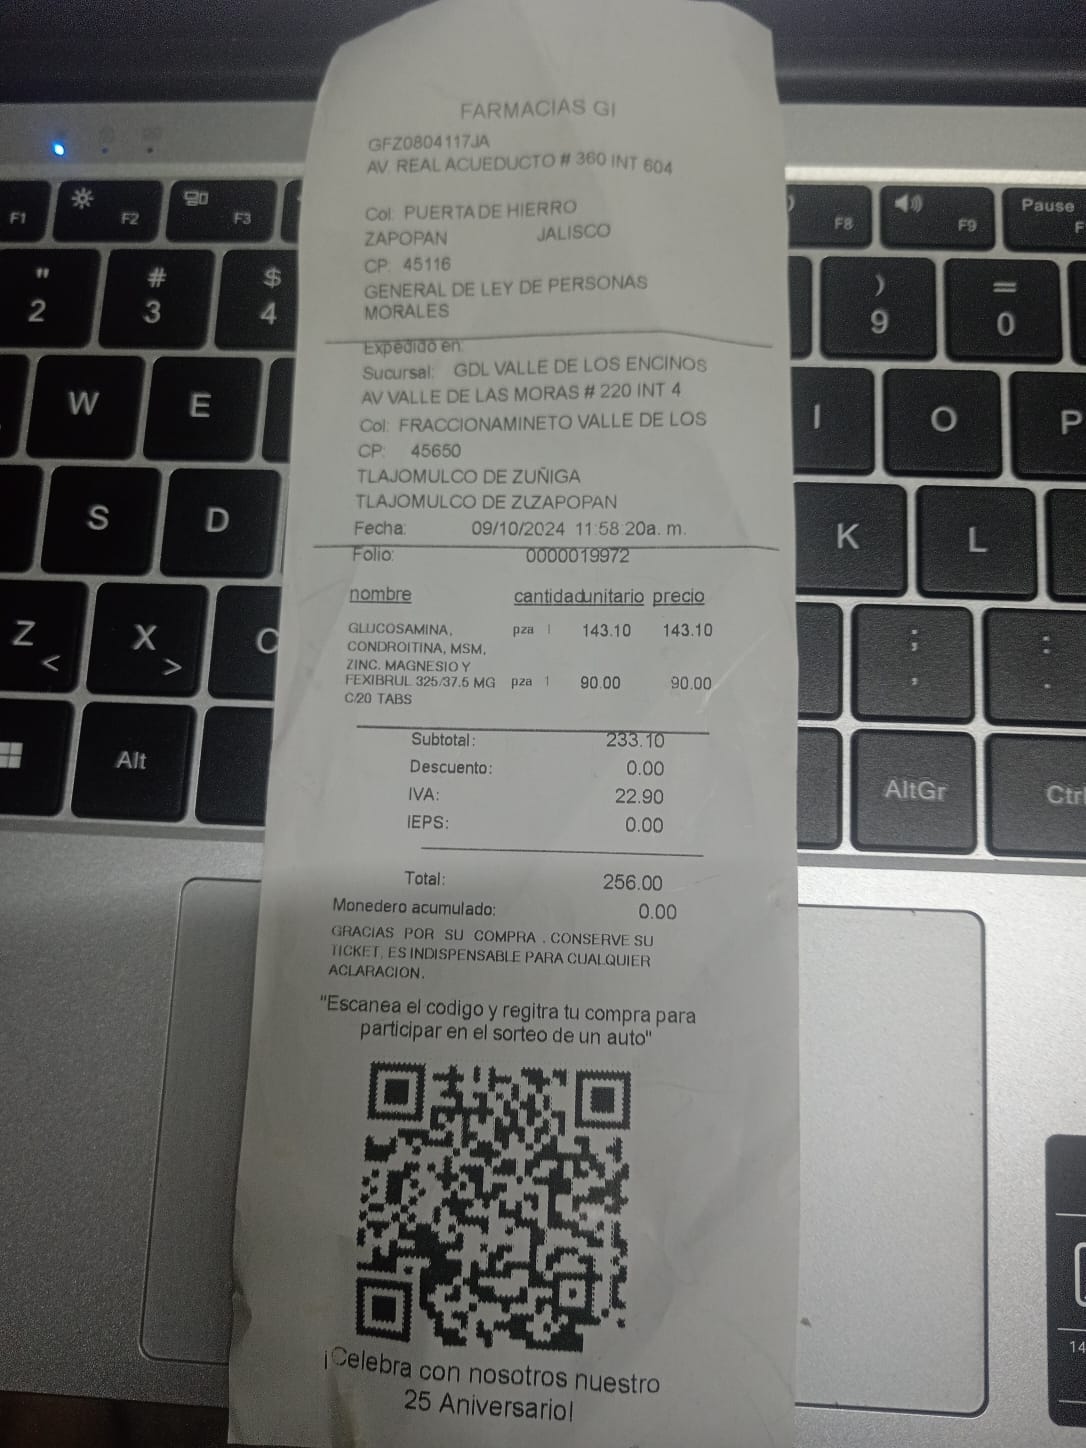 FARMACIAS GI
GFZ0804117JA
AV. REAL ACUEDUCTO # 360 INT 604
Col: PUERTA DE HIERRO
ZAPOPAN JALISCO
CP: 45116
GENERAL DE LEY DE PERSONAS
MORALES
Expedido en:
Sucursal: GDL VALLE DE LOS ENCINOS
AV VALLE DE LAS MORAS # 220 INT 4
Col: FRACCIONAMINETO VALLE DE LOS
CP: 45650
TLAJOMULCO DE ZUÑIGA
TLAJOMULCO DE ZUZAPOPAN
Fecha: 09/10/2024 11:58:20a. m.
Folio: 0000019972
nombre cantidad unitario precio
GLUCOSAMINA, pza 1 143.10 143.10
CONDROITINA, MSM,
ZINC, MAGNESIO Y
FEXIBRUL 325/37.5 MG pza 1 90.00 90.00
C/20 TABS
Subtotal: 233.10
Descuento: 0.00
IVA: 22.90
IEPS: 0.00
Total: 256.00
Monedero acumulado: 0.00
GRACIAS POR SU COMPRA . CONSERVE SU
TICKET, ES INDISPENSABLE PARA CUALQUIER
ACLARACION.
"Escanea el codigo y regitra tu compra para
participar en el sorteo de un auto"
¡Celebra con nosotros nuestro
25 Aniversario!
F1 F2 F3 F8 F9 Pause
" # $ ) =
2 3 4 9 0
W E I O P
S D K L
Z < X > C ; , : .
Alt AltGr Ctrl
14